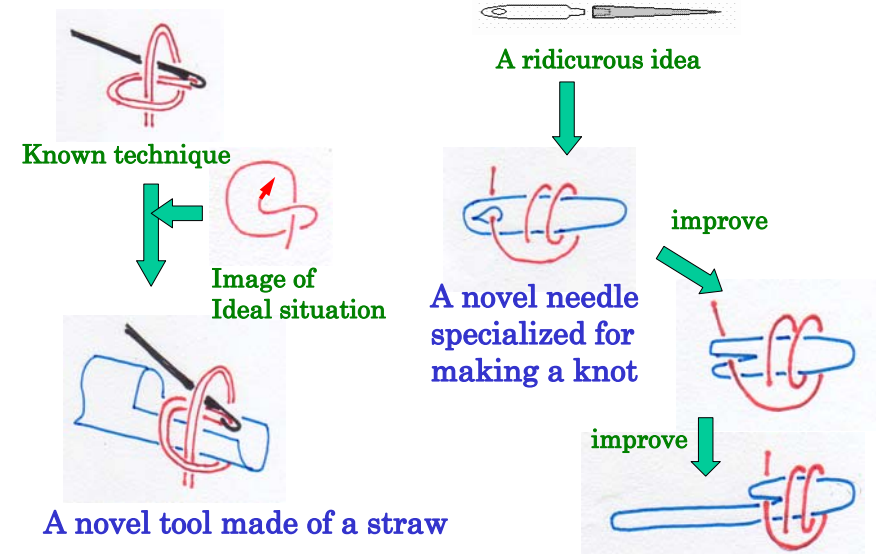 Known technique
Image of
Ideal situation
A novel tool made of a straw
A ridicurous idea
A novel needle
specialized for
making a knot
improve
improve